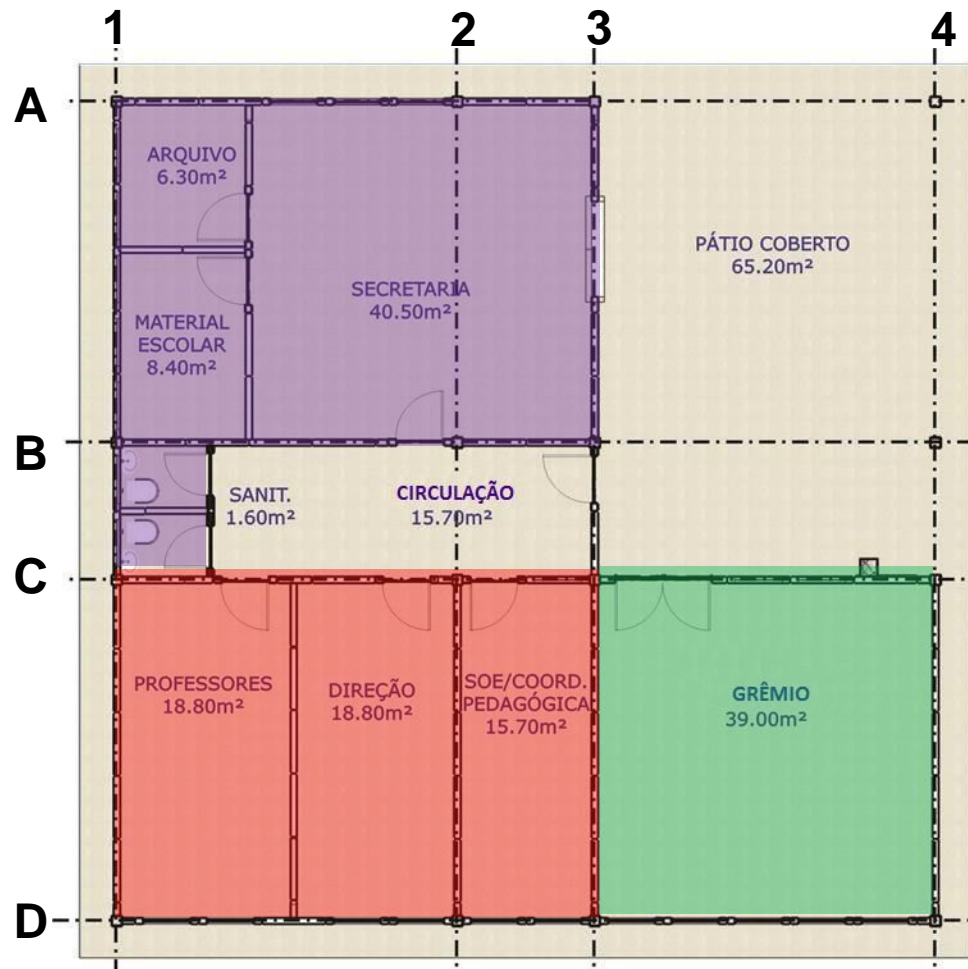 1
2
3
4
A
ARQUIVO
6.30m²
PÁTIO COBERTO
65.20m²
SECRETARIA
40.50m²
MATERIAL
ESCOLAR
8.40m²
B
SANIT.
1.60m²
CIRCULAÇÃO
15.70m²
C
PROFESSORES
18.80m²
DIREÇÃO
18.80m²
SOE/COORD.
PEDAGÓGICA
15.70m²
GRÊMIO
39.00m²
D